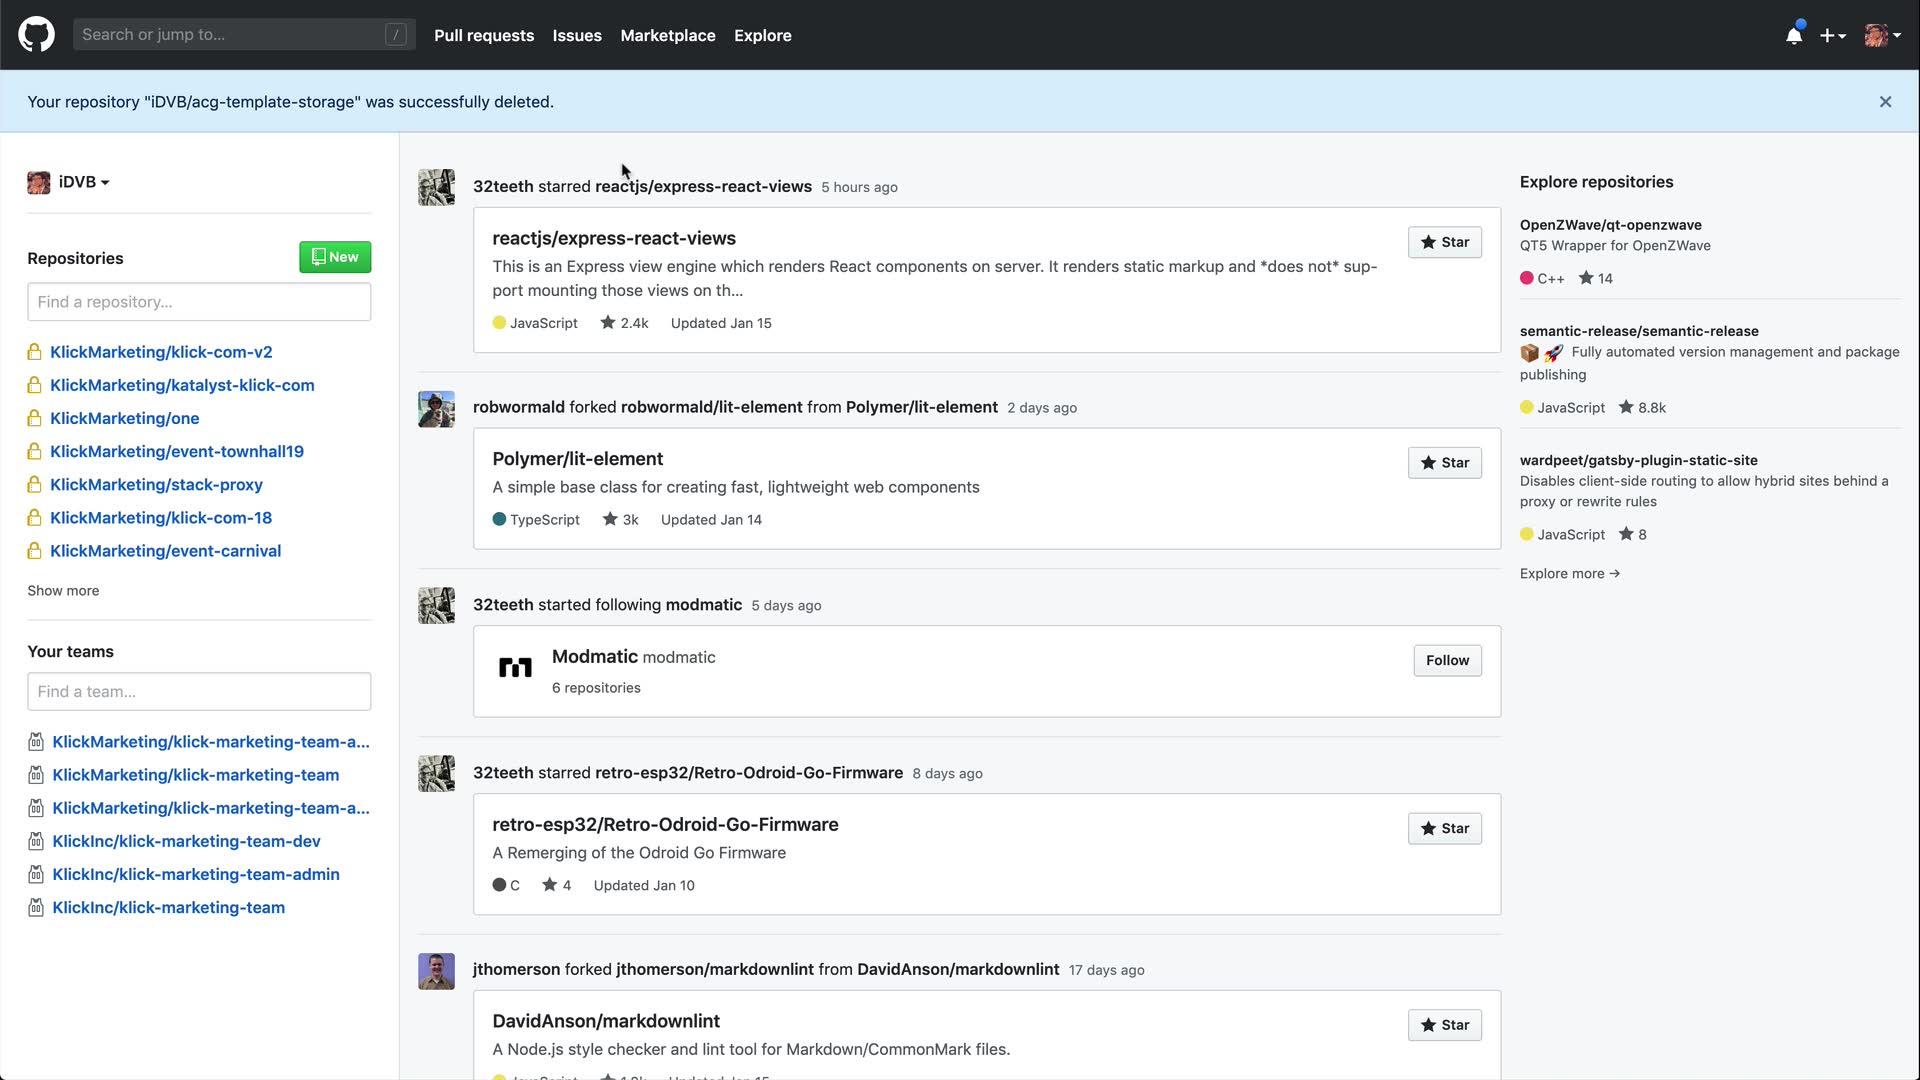 Search or jump to...
/
Pull requests
Issues
Marketplace
Explore
Your repository "iDVB/acg-template-storage" was successfully deleted.
iDVB
Repositories
New
Find a repository...
KlickMarketing/klick-com-v2
KlickMarketing/katalyst-klick-com
KlickMarketing/one
KlickMarketing/event-townhall19
KlickMarketing/stack-proxy
KlickMarketing/klick-com-18
KlickMarketing/event-carnival
Show more
Your teams
Find a team...
KlickMarketing/klick-marketing-team-a...
KlickMarketing/klick-marketing-team
KlickMarketing/klick-marketing-team-a...
KlickInc/klick-marketing-team-dev
KlickInc/klick-marketing-team-admin
KlickInc/klick-marketing-team
32teeth starred reactjs/express-react-views 5 hours ago
reactjs/express-react-views
Star
This is an Express view engine which renders React components on server. It renders static markup and *does not* sup-
port mounting those views on th...
JavaScript 2.4k Updated Jan 15
robwormald forked robwormald/lit-element from Polymer/lit-element 2 days ago
Polymer/lit-element
Star
A simple base class for creating fast, lightweight web components
TypeScript 3k Updated Jan 14
32teeth started following modmatic 5 days ago
Modmatic modmatic
Follow
6 repositories
32teeth starred retro-esp32/Retro-Odroid-Go-Firmware 8 days ago
retro-esp32/Retro-Odroid-Go-Firmware
Star
A Remerging of the Odroid Go Firmware
C 4 Updated Jan 10
jthomerson forked jthomerson/markdownlint from DavidAnson/markdownlint 17 days ago
DavidAnson/markdownlint
Star
A Node.js style checker and lint tool for Markdown/CommonMark files.
Explore repositories
OpenZWave/qt-openzwave
QT5 Wrapper for OpenZWave
C++ 14
semantic-release/semantic-release
Fully automated version management and package
publishing
JavaScript 8.8k
wardpeet/gatsby-plugin-static-site
Disables client-side routing to allow hybrid sites behind a
proxy or rewrite rules
JavaScript 8
Explore more →